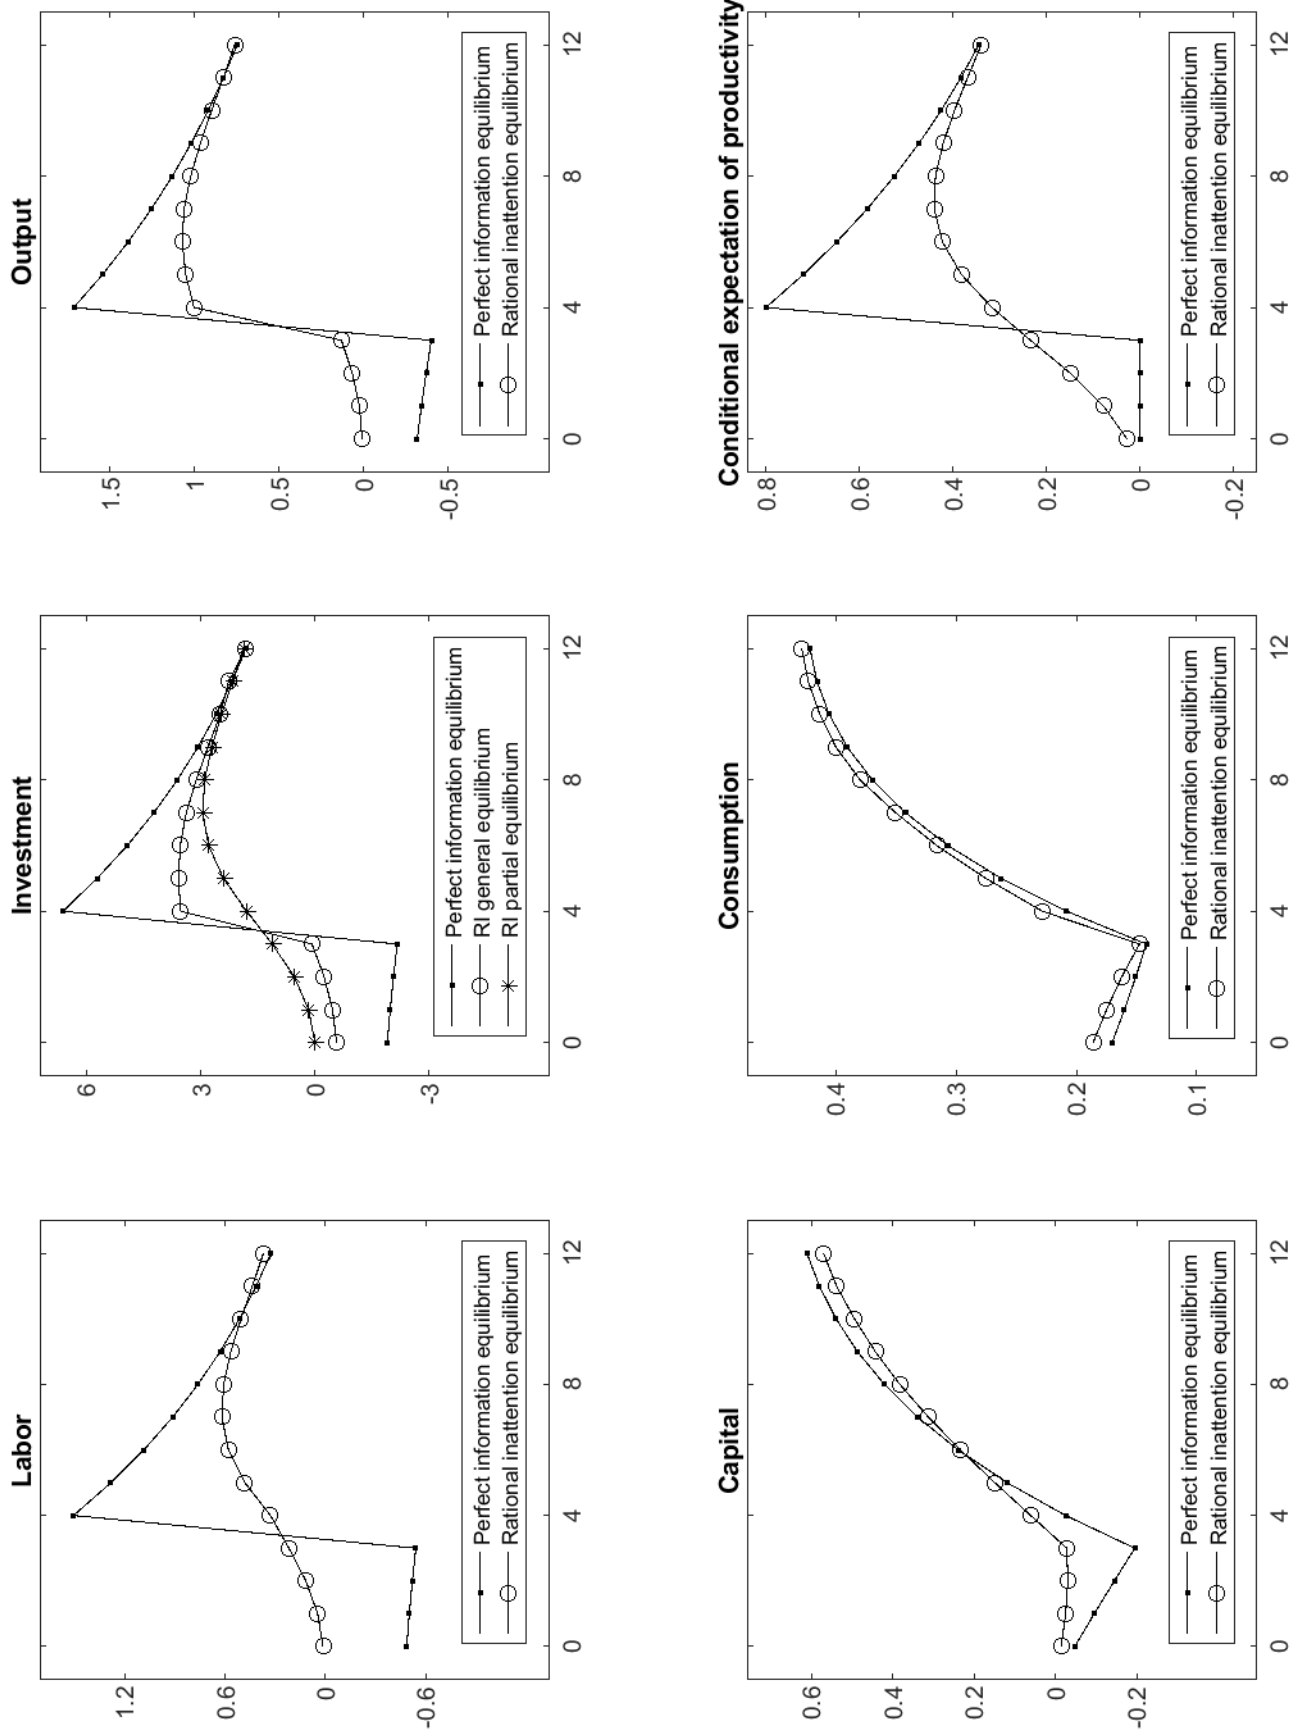 Labor
1.2
0.6
0
-0.6
0
4
8
12
Perfect information equilibrium
Rational inattention equilibrium
Investment
6
3
0
-3
0
4
8
12
Perfect information equilibrium
RI general equilibrium
RI partial equilibrium
Output
1.5
1
0.5
0
-0.5
0
4
8
12
Perfect information equilibrium
Rational inattention equilibrium
Capital
0.6
0.4
0.2
0
-0.2
0
4
8
12
Perfect information equilibrium
Rational inattention equilibrium
Consumption
0.4
0.3
0.2
0.1
0
4
8
12
Perfect information equilibrium
Rational inattention equilibrium
Conditional expectation of productivity
0.8
0.6
0.4
0.2
0
-0.2
0
4
8
12
Perfect information equilibrium
Rational inattention equilibrium